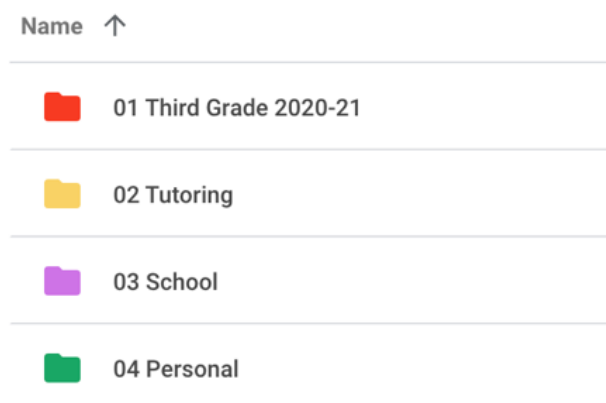 Name
01 Third Grade 2020-21
02 Tutoring
03 School
04 Personal